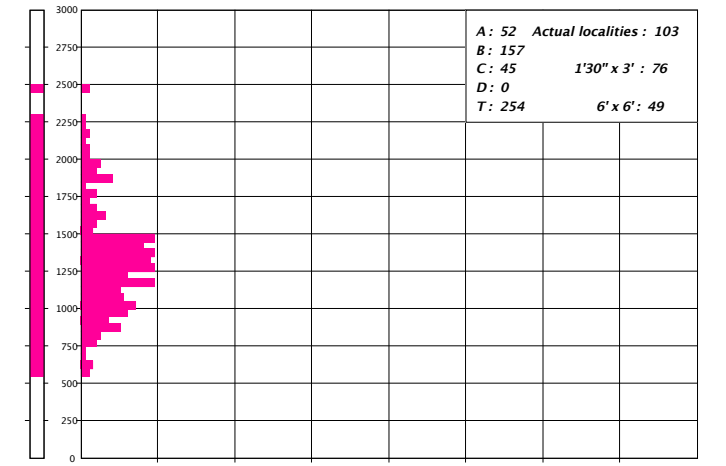 3000
A : 52 Actual localities : 103
2750
B : 157
C : 45 1'30" x 3' : 76
2500
D : 0
T : 254 6' x 6' : 49
2250
2000
1750
1500
1250
1000
750
500
250
0